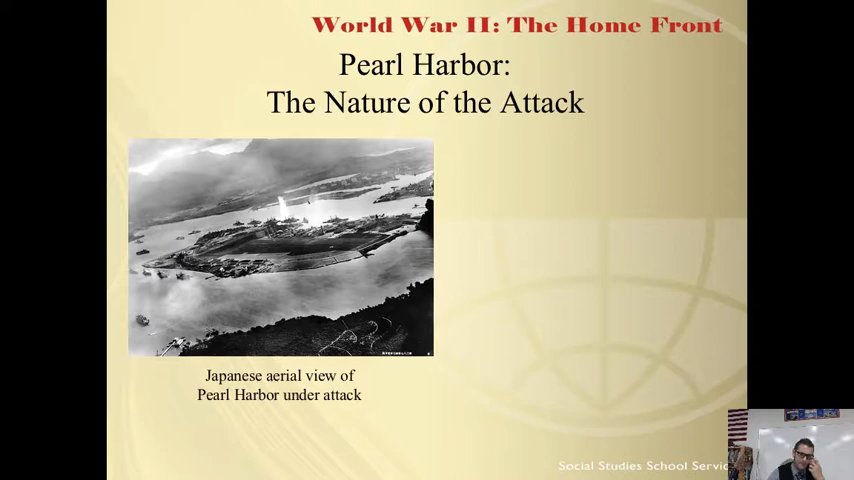 World War II: The Home Front
Pearl Harbor:
The Nature of the Attack
Japanese aerial view of
Pearl Harbor under attack
Social Studies School